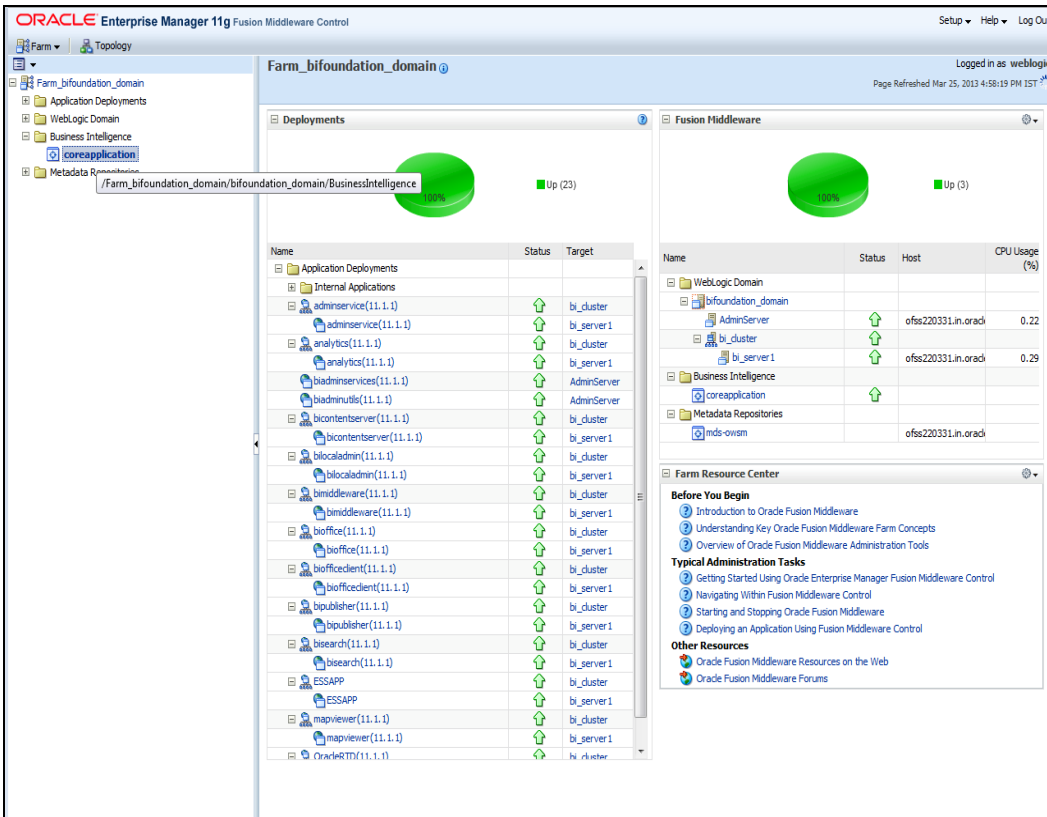 ORACLE Enterprise Manager 11g Fusion Middleware Control
Setup Help Log Ou
Farm Topology
Farm_bifoundation_domain
Application Deployments
WebLogic Domain
Business Intelligence
coreapplication
Metadata Repositories
/Farm_bifoundation_domain/bifoundation_domain/BusinessIntelligence
Farm_bifoundation_domain
Logged in as weblogic
Page Refreshed Mar 25, 2013 4:58:19 PM IST
Deployments
100%
Up (23)
Name Status Target
Application Deployments
Internal Applications
adminservice(11.1.1) bi_cluster
adminservice(11.1.1) bi_server1
analytics(11.1.1) bi_cluster
analytics(11.1.1) bi_server1
biadminservices(11.1.1) AdminServer
biadminutils(11.1.1) AdminServer
bicontentserver(11.1.1) bi_cluster
bicontentserver(11.1.1) bi_server1
bilocaladmin(11.1.1) bi_cluster
bilocaladmin(11.1.1) bi_server1
bimiddleware(11.1.1) bi_cluster
bimiddleware(11.1.1) bi_server1
bioffice(11.1.1) bi_cluster
bioffice(11.1.1) bi_server1
biofficeclient(11.1.1) bi_cluster
biofficeclient(11.1.1) bi_server1
bipublisher(11.1.1) bi_cluster
bipublisher(11.1.1) bi_server1
bisearch(11.1.1) bi_cluster
bisearch(11.1.1) bi_server1
ESSAPP bi_cluster
ESSAPP bi_server1
mapviewer(11.1.1) bi_cluster
mapviewer(11.1.1) bi_server1
OracleRTD(11.1.1) bi_cluster
Fusion Middleware
100%
Up (3)
Name Status Host CPU Usage (%)
WebLogic Domain
bifoundation_domain
AdminServer ofss220331.in.oracl 0.22
bi_cluster
bi_server1 ofss220331.in.oracl 0.29
Business Intelligence
coreapplication
Metadata Repositories
mds-owsm ofss220331.in.oracl
Farm Resource Center
Before You Begin
Introduction to Oracle Fusion Middleware
Understanding Key Oracle Fusion Middleware Farm Concepts
Overview of Oracle Fusion Middleware Administration Tools
Typical Administration Tasks
Getting Started Using Oracle Enterprise Manager Fusion Middleware Control
Navigating Within Fusion Middleware Control
Starting and Stopping Oracle Fusion Middleware
Deploying an Application Using Fusion Middleware Control
Other Resources
Oracle Fusion Middleware Resources on the Web
Oracle Fusion Middleware Forums